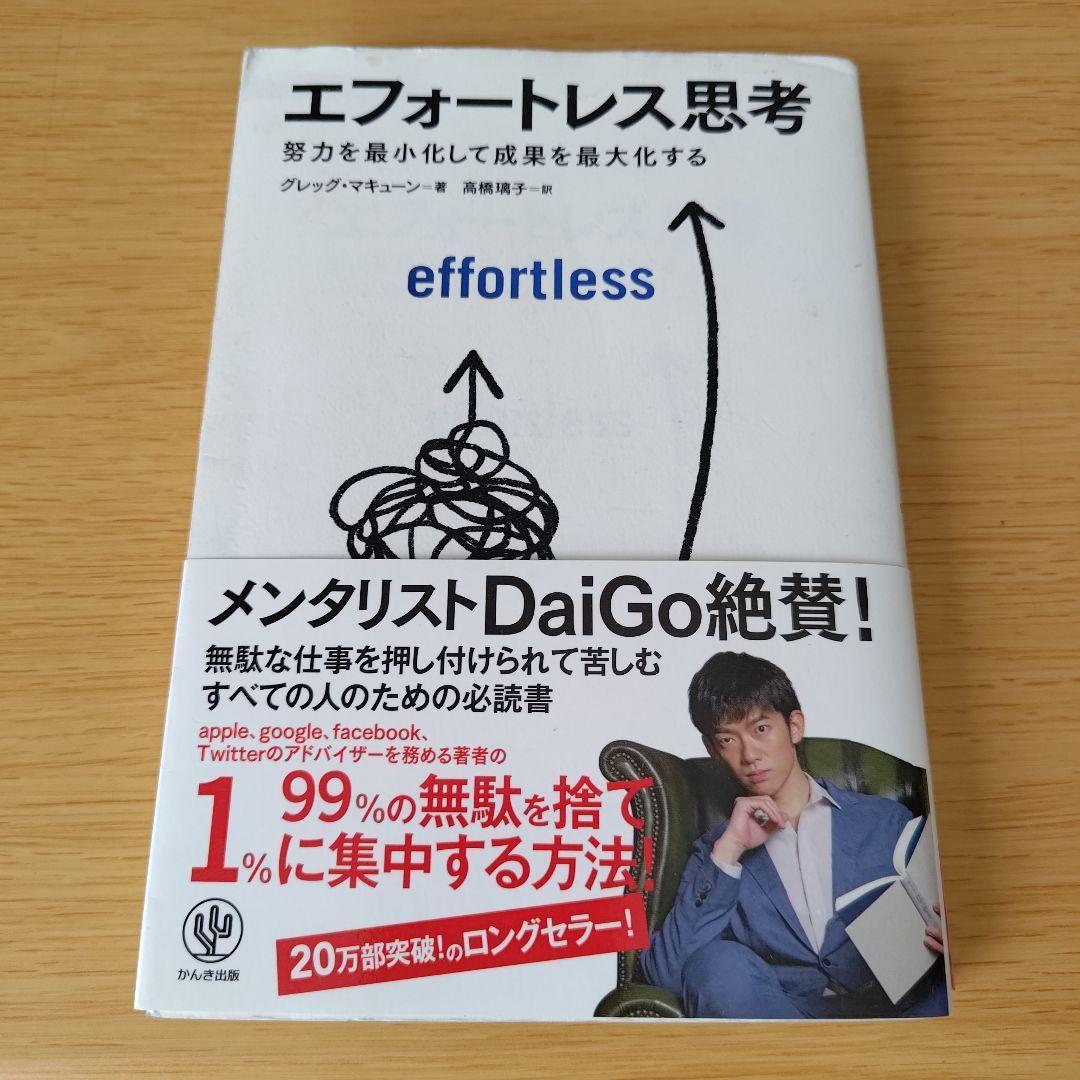 エフォートレス思考
努力を最小化して成果を最大化する
グレッグ・マキューン=著 高橋璃子=訳
effortless
メンタリストDaiGo絶賛！
無駄な仕事を押し付けられて苦しむ
すべての人のための必読書
apple、google、facebook、
Twitterのアドバイザーを務める著者の
99%の無駄を捨て
1%に集中する方法！
20万部突破！のロングセラー！
かんき出版